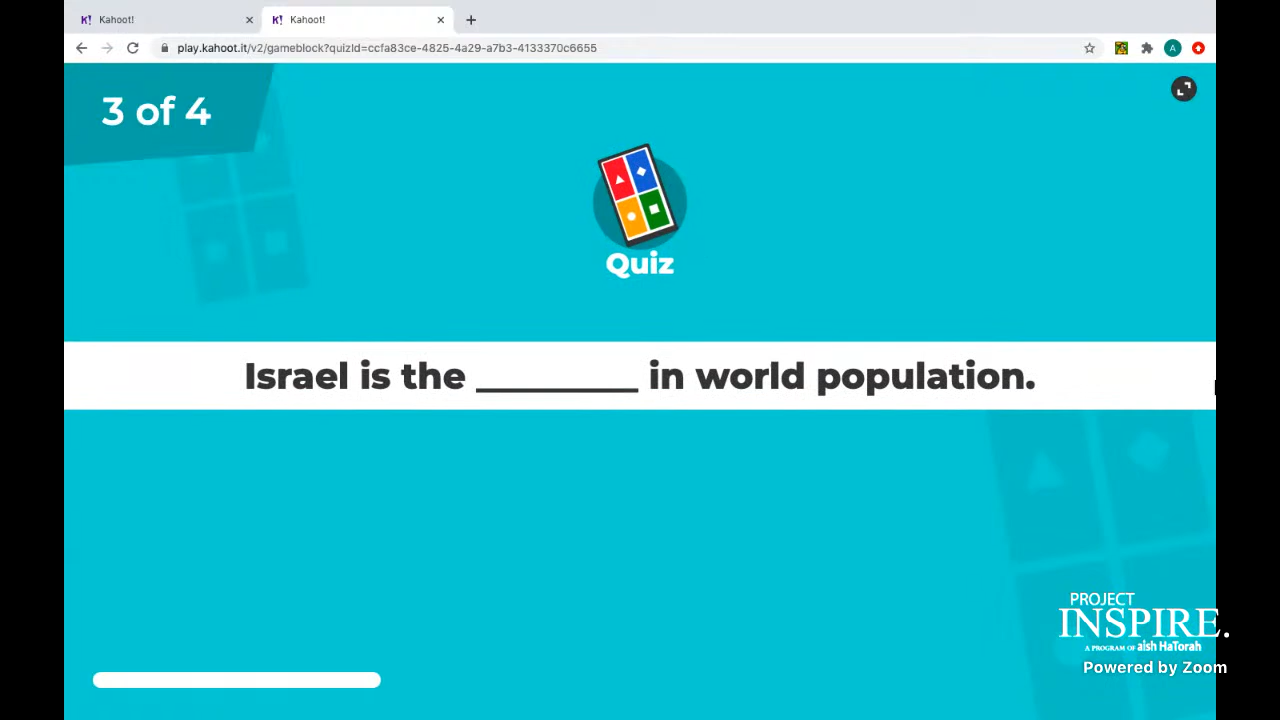 K! Kahoot!
K! Kahoot!
play.kahoot.it/v2/gameblock?quizId=ccfa83ce-4825-4a29-a7b3-4133370c6655
A
3 of 4
Quiz
Israel is the ________ in world population.
PROJECT
INSPIRE.
A PROGRAM OF aish HaTorah
Powered by Zoom